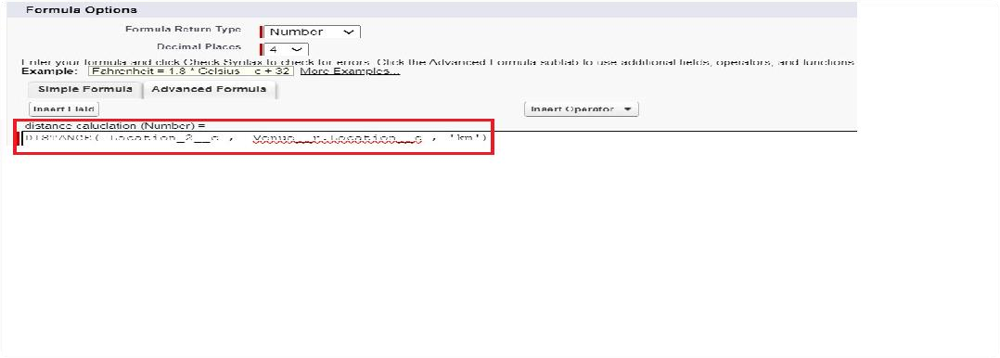 Formula Options
Formula Return Type Number
Decimal Places 4
Enter your formula and click Check Syntax to check for errors. Click the Advanced Formula subtab to use additional fields, operators, and functions
Example: Fahrenheit = 1.8 * Celsius__c + 32 More Examples...
Simple Formula Advanced Formula
Insert Field Insert Operator
distance caluclation (Number) =
DISTANCE( Location_2__c , Venue__r.Location__c , 'km')